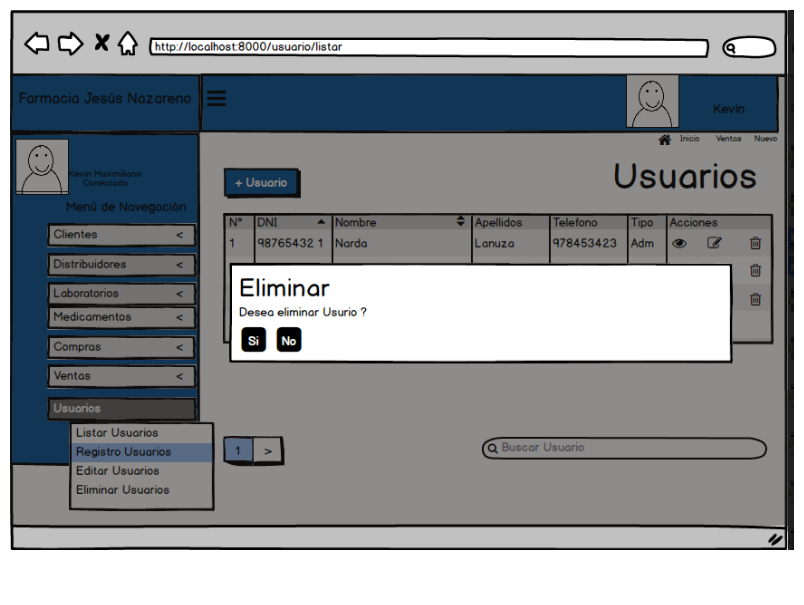 http://localhost:8000/usuario/listar
Farmacia Jesús Nazareno
Kevin
Inicio Ventas Nuevo
Kevin Maximiliano
Conectado
Menú de Navegación
+ Usuario
Usuarios
N° DNI Nombre Apellidos Telefono Tipo Acciones
1 98765432 1 Narda Lanuza 978453423 Adm
Clientes <
Distribuidores <
Laboratorios <
Medicamentos <
Compras <
Ventas <
Usuarios
Eliminar
Desea eliminar Usurio ?
Si No
Listar Usuarios
Registro Usuarios
Editar Usuarios
Eliminar Usuarios
1 >
Buscar Usuario